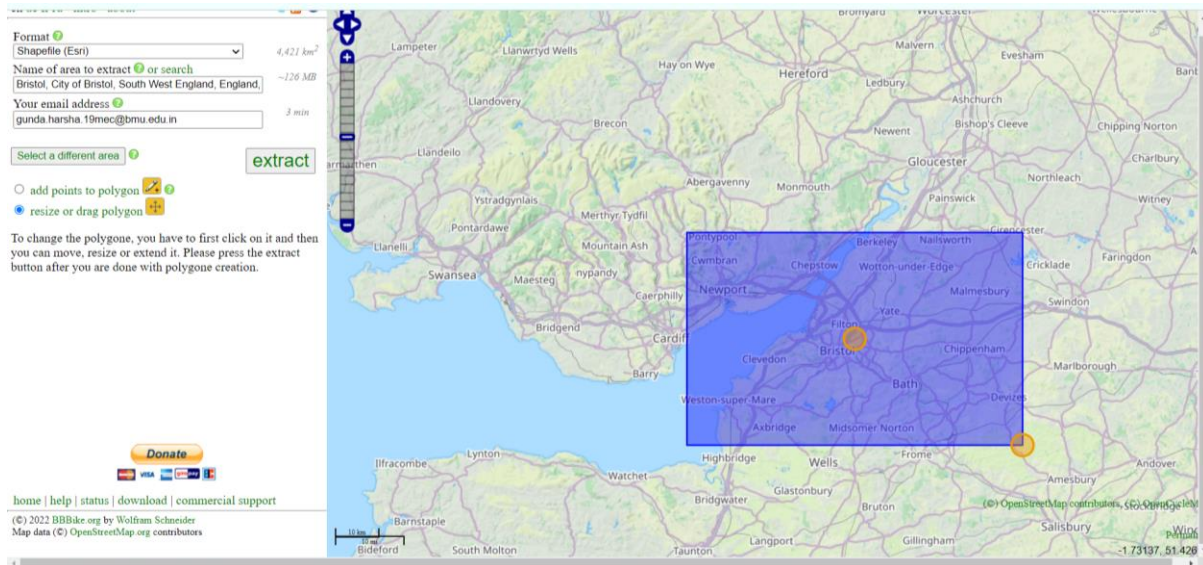 Format
Shapefile (Esri)
4,421 km²
Name of area to extract or search
~126 MB
Bristol, City of Bristol, South West England, England,
Your email address
3 min
gunda.harsha.19mec@bmu.edu.in
Select a different area
extract
add points to polygon
resize or drag polygon
To change the polygon, you have to first click on it and then
you can move, resize or extend it. Please press the extract
button after you are done with polygone creation.
Donate
VISA
home | help | status | download | commercial support
(©) 2022 BBBike.org by Wolfram Schneider
Map data (©) OpenStreetMap.org contributors
Bromyard
Worcester
Lampeter
Llanwrtyd Wells
Malvern
Evesham
Hay on Wye
Hereford
Ledbury
Llandovery
Ashchurch
Brecon
Newent
Bishop's Cleeve
Chipping Norton
Llandeilo
Gloucester
Charlbury
Abergavenny
Monmouth
Northleach
Ystradgynlais
Painswick
Witney
Merthyr Tydfil
Pontardawe
Cirencester
Pontypool
Berkeley
Nailsworth
Llanelli
Mountain Ash
Cwmbran
Chepstow
Wotton-under-Edge
Cricklade
Faringdon
Swansea
Maesteg
nypandy
Newport
Malmesbury
Caerphilly
Swindon
Yate
Bridgend
Filton
Cardiff
Bristol
Chippenham
Clevedon
Marlborough
Barry
Bath
Weston-super-Mare
Devizes
Axbridge
Midsomer Norton
Lynton
Highbridge
Frome
Ilfracombe
Wells
Andover
Watchet
Amesbury
Glastonbury
Bridgwater
Bruton
(©) OpenStreetMap contributors, (©) OpenCycleM
Barnstaple
Salisbury
10 km
10 mi
Langport
Gillingham
Bideford
South Molton
Taunton
-1.73137, 51.426